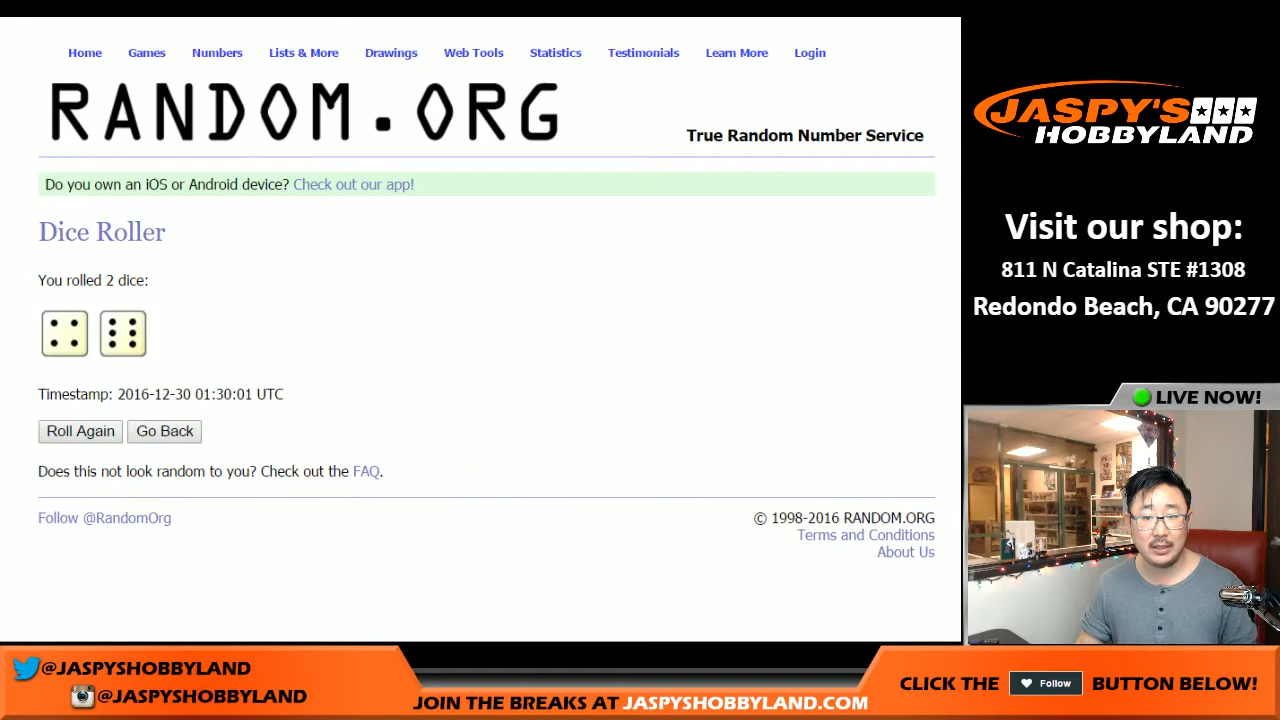 Home Games Numbers Lists & More Drawings Web Tools Statistics Testimonials Learn More Login
RANDOM.ORG
True Random Number Service
Do you own an iOS or Android device? Check out our app!
Dice Roller
You rolled 2 dice:
Timestamp: 2016-12-30 01:30:01 UTC
Roll Again Go Back
Does this not look random to you? Check out the FAQ.
Follow @RandomOrg
© 1998-2016 RANDOM.ORG
Terms and Conditions
About Us
JASPY'S
HOBBYLAND
Visit our shop:
811 N Catalina STE #1308
Redondo Beach, CA 90277
LIVE NOW!
@JASPYSHOBBYLAND
@JASPYSHOBBYLAND
JOIN THE BREAKS AT JASPYSHOBBYLAND.COM
CLICK THE Follow BUTTON BELOW!